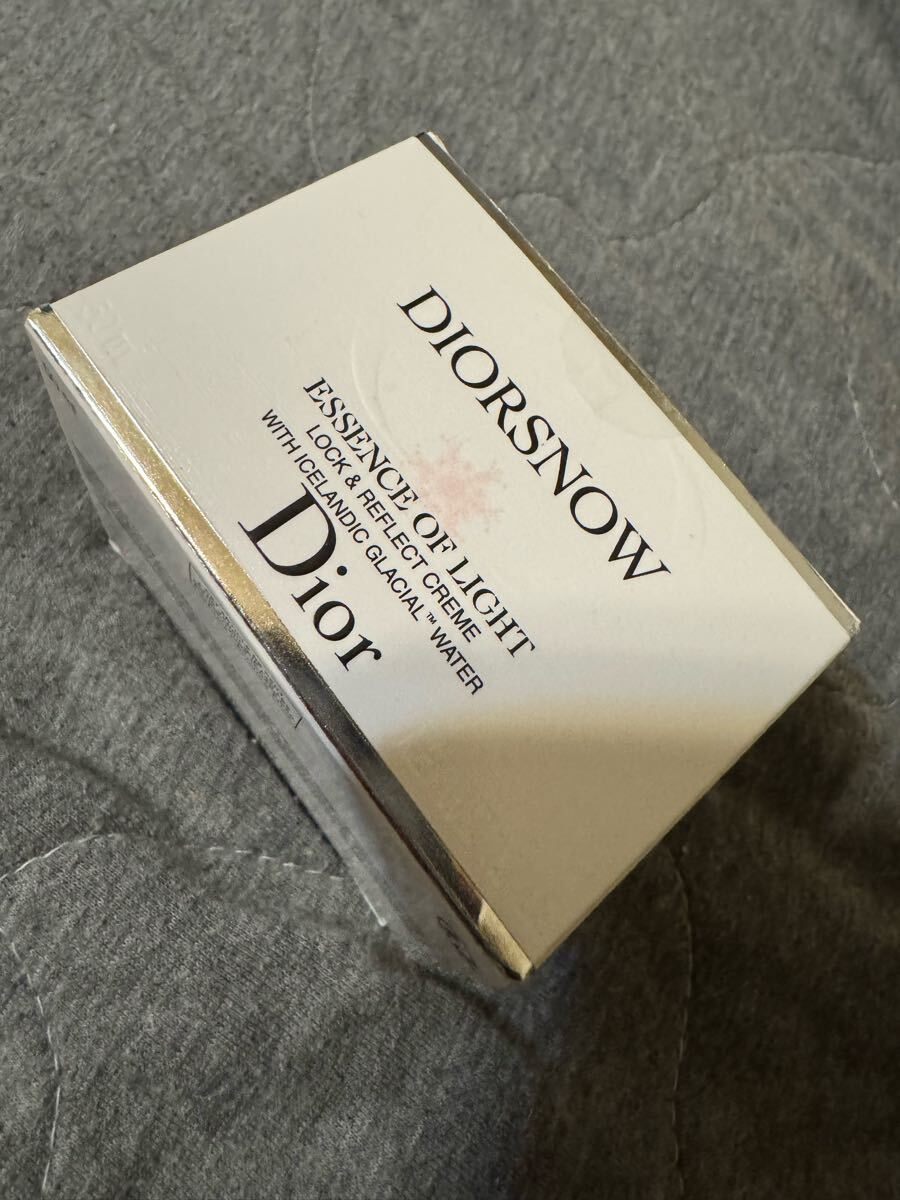 DIORSNOW
ESSENCE OF LIGHT
LOCK & REFLECT CREME
WITH ICELANDIC GLACIAL™ WATER
Dior